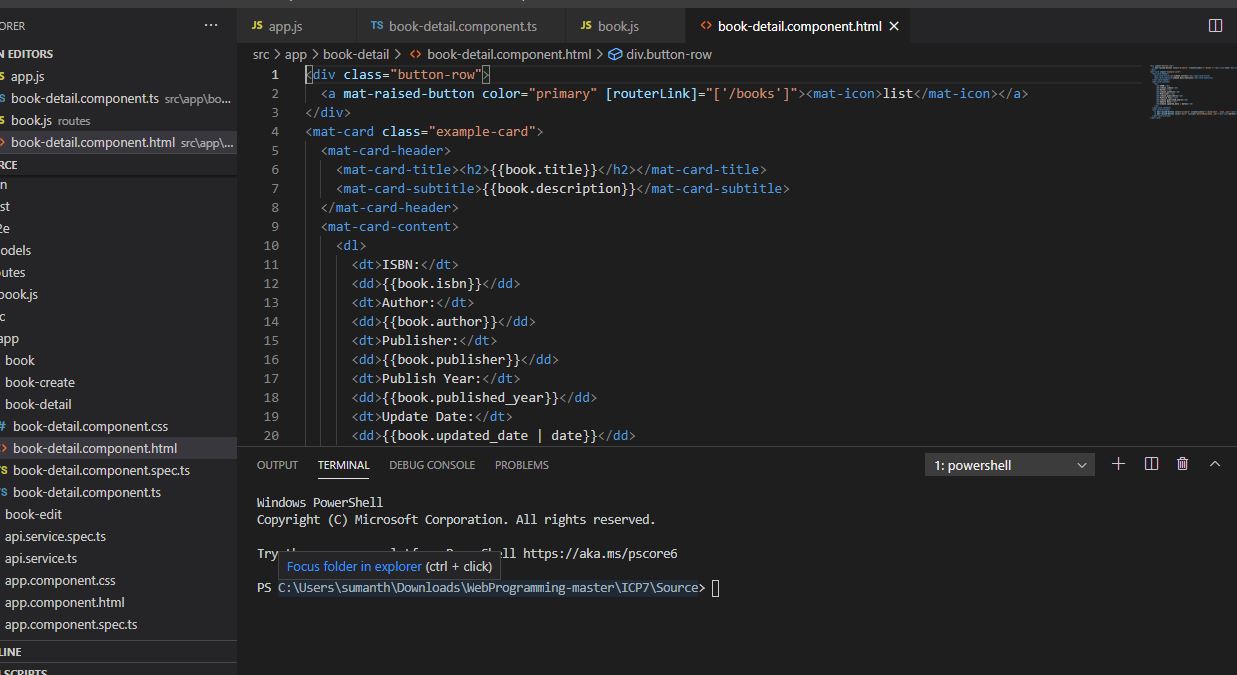 ORER ...
N EDITORS
S app.js
S book-detail.component.ts src\app\bo...
S book.js routes
book-detail.component.html src\app\...
RCE
n
st
2e
odels
outes
book.js
c
app
book
book-create
book-detail
# book-detail.component.css
book-detail.component.html
TS book-detail.component.spec.ts
TS book-detail.component.ts
book-edit
api.service.spec.ts
api.service.ts
app.component.css
app.component.html
app.component.spec.ts
LINE
SCRIPTS
JS app.js TS book-detail.component.ts JS book.js <> book-detail.component.html ×
src > app > book-detail > <> book-detail.component.html > div.button-row
1 <div class="button-row">
2 <a mat-raised-button color="primary" [routerLink]="['/books']"><mat-icon>list</mat-icon></a>
3 </div>
4 <mat-card class="example-card">
5 <mat-card-header>
6 <mat-card-title><h2>{{book.title}}</h2></mat-card-title>
7 <mat-card-subtitle>{{book.description}}</mat-card-subtitle>
8 </mat-card-header>
9 <mat-card-content>
10 <dl>
11 <dt>ISBN:</dt>
12 <dd>{{book.isbn}}</dd>
13 <dt>Author:</dt>
14 <dd>{{book.author}}</dd>
15 <dt>Publisher:</dt>
16 <dd>{{book.publisher}}</dd>
17 <dt>Publish Year:</dt>
18 <dd>{{book.published_year}}</dd>
19 <dt>Update Date:</dt>
20 <dd>{{book.updated_date | date}}</dd>
OUTPUT TERMINAL DEBUG CONSOLE PROBLEMS 1: powershell
Windows PowerShell
Copyright (C) Microsoft Corporation. All rights reserved.
Try https://aka.ms/pscore6
Focus folder in explorer (ctrl + click)
PS C:\Users\sumanth\Downloads\WebProgramming-master\ICP7\Source>